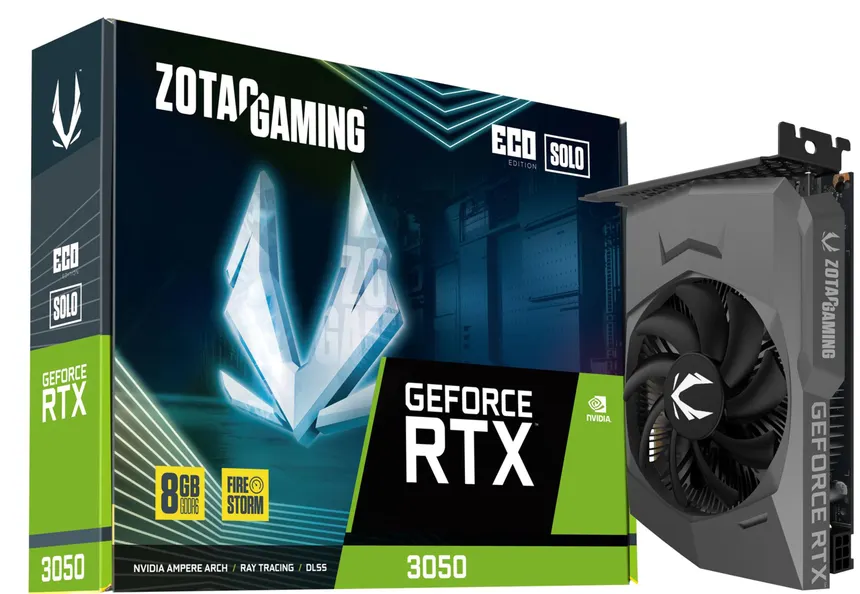 ZOTAC GAMING
ECO
EDITION
SOLO
ECO
EDITION
SOLO
GEFORCE
RTX
3050
8GB
GDDR6
FIRE
STORM
GEFORCE
RTX
NVIDIA
NVIDIA AMPERE ARCH / RAY TRACING / DLSS
3050
ZOTAC GAMING
GEFORCE RTX